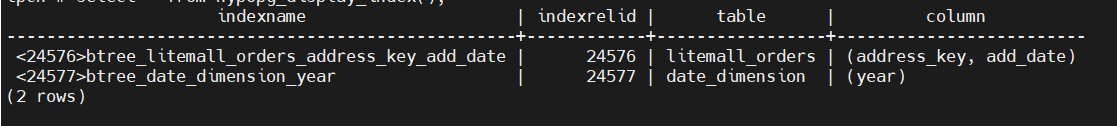 indexname | indexrelid | table | column
--------------------------------------------------+------------+----------------+-------------------------
<24576>btree_litemall_orders_address_key_add_date | 24576 | litemall_orders | (address_key, add_date)
<24577>btree_date_dimension_year | 24577 | date_dimension | (year)
(2 rows)